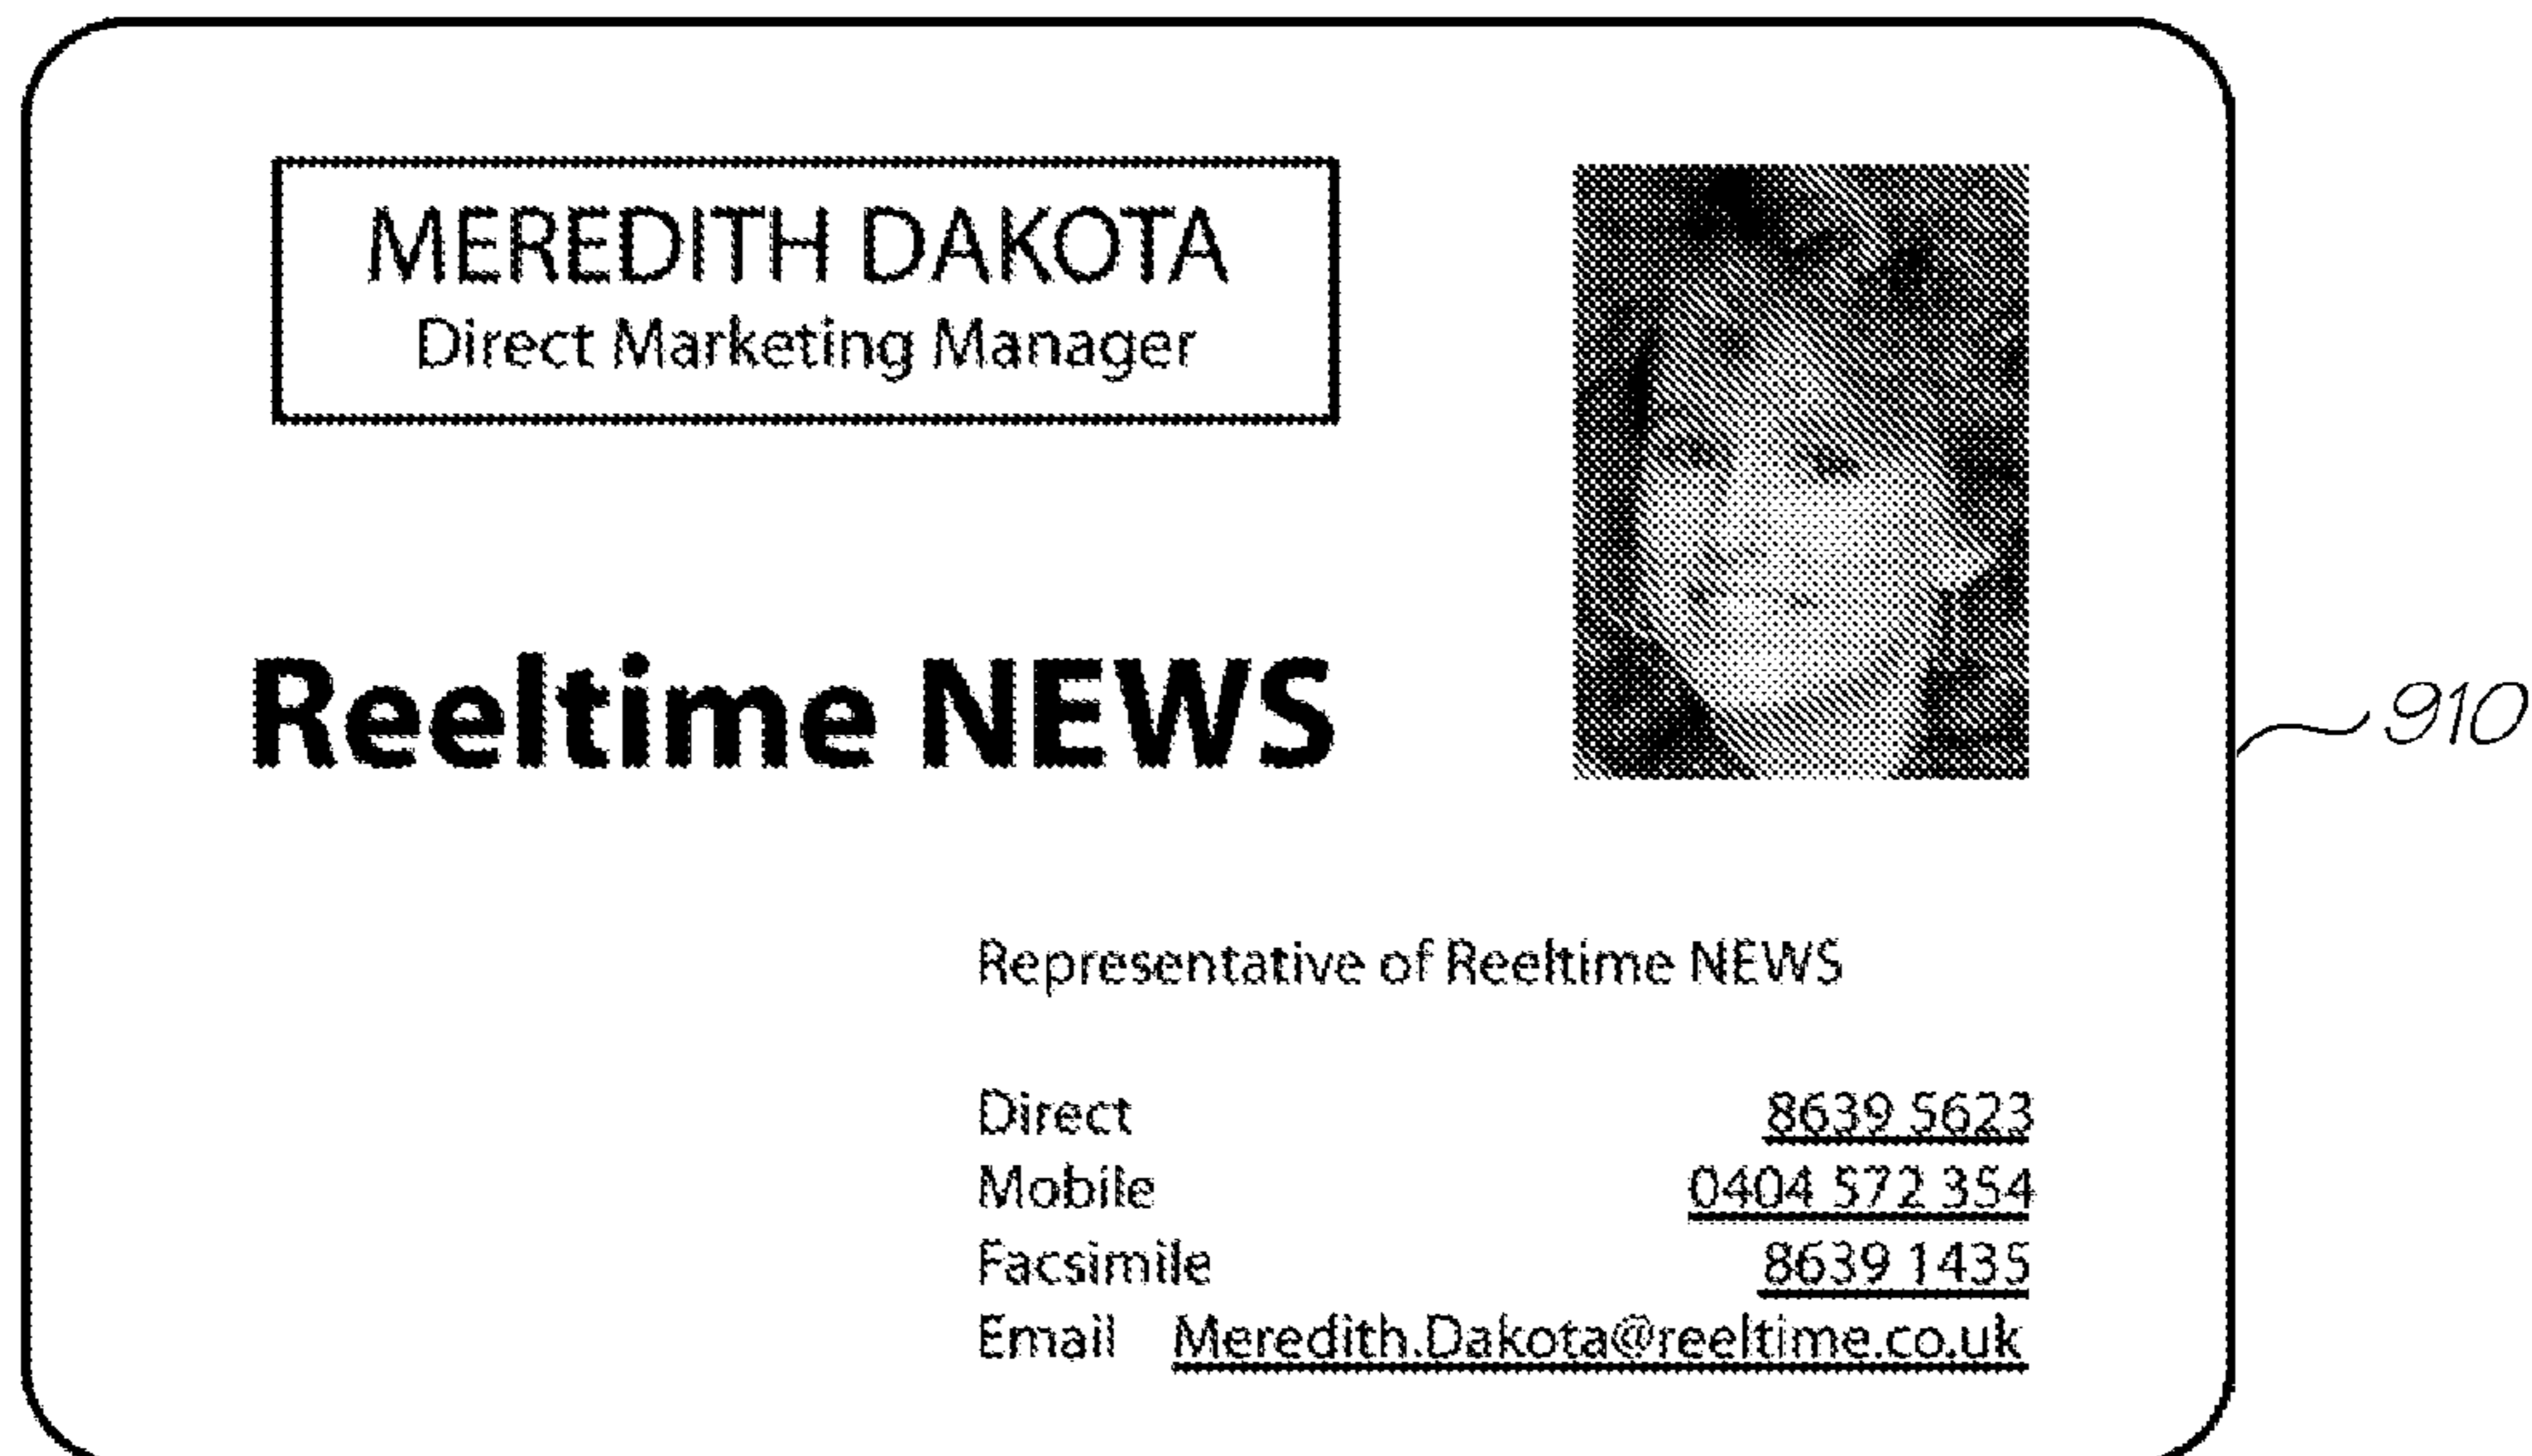 MEREDITH DAKOTA
Direct Marketing Manager
Reeltime NEWS
910
Representative of Reeltime NEWS
Direct 8639 5623
Mobile 0404 572 354
Facsimile 8639 1435
Email Meredith.Dakota@reeltime.co.uk